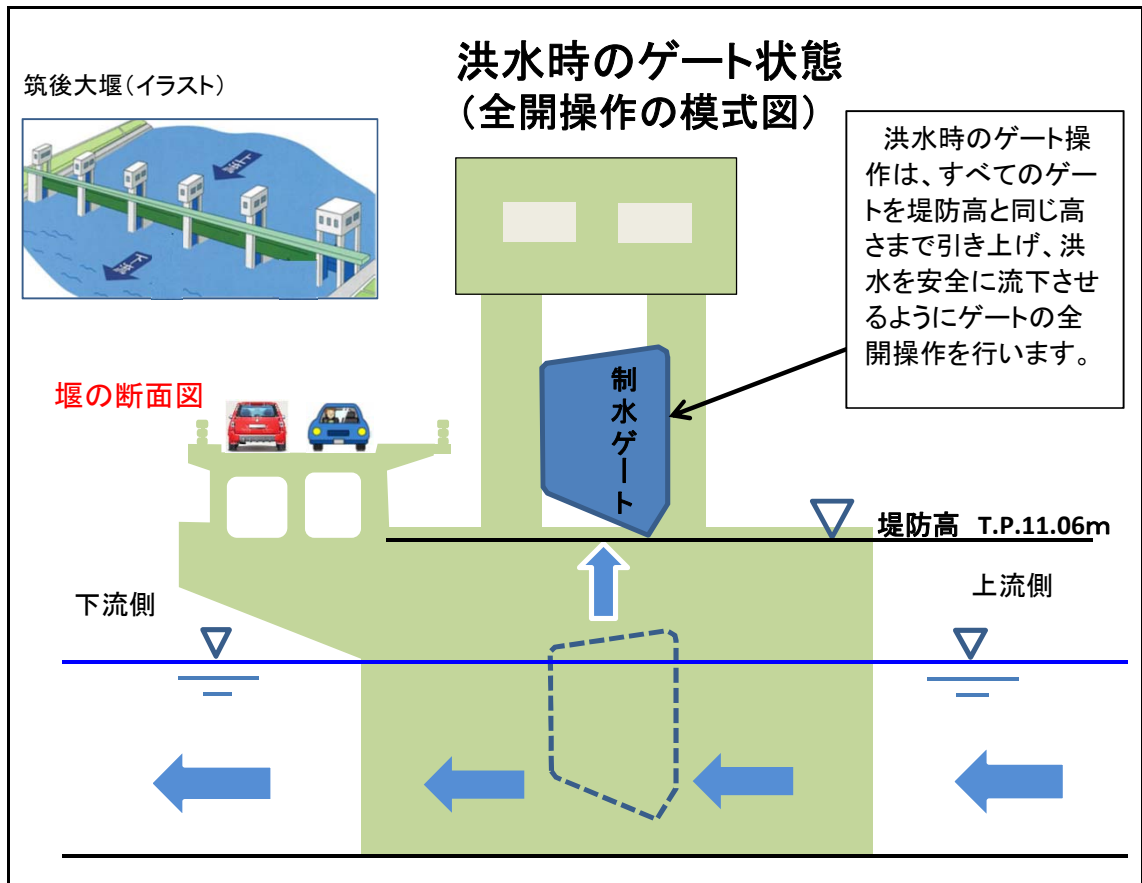 洪水時のゲート状態
(全開操作の模式図)
筑後大堰(イラスト)
上流
下流
洪水時のゲート操
作は、すべてのゲー
トを堤防高と同じ高
さまで引き上げ、洪
水を安全に流下させ
るようにゲートの全
開操作を行います。
堰の断面図
制水ゲート
堤防高 T.P.11.06m
下流側
上流側